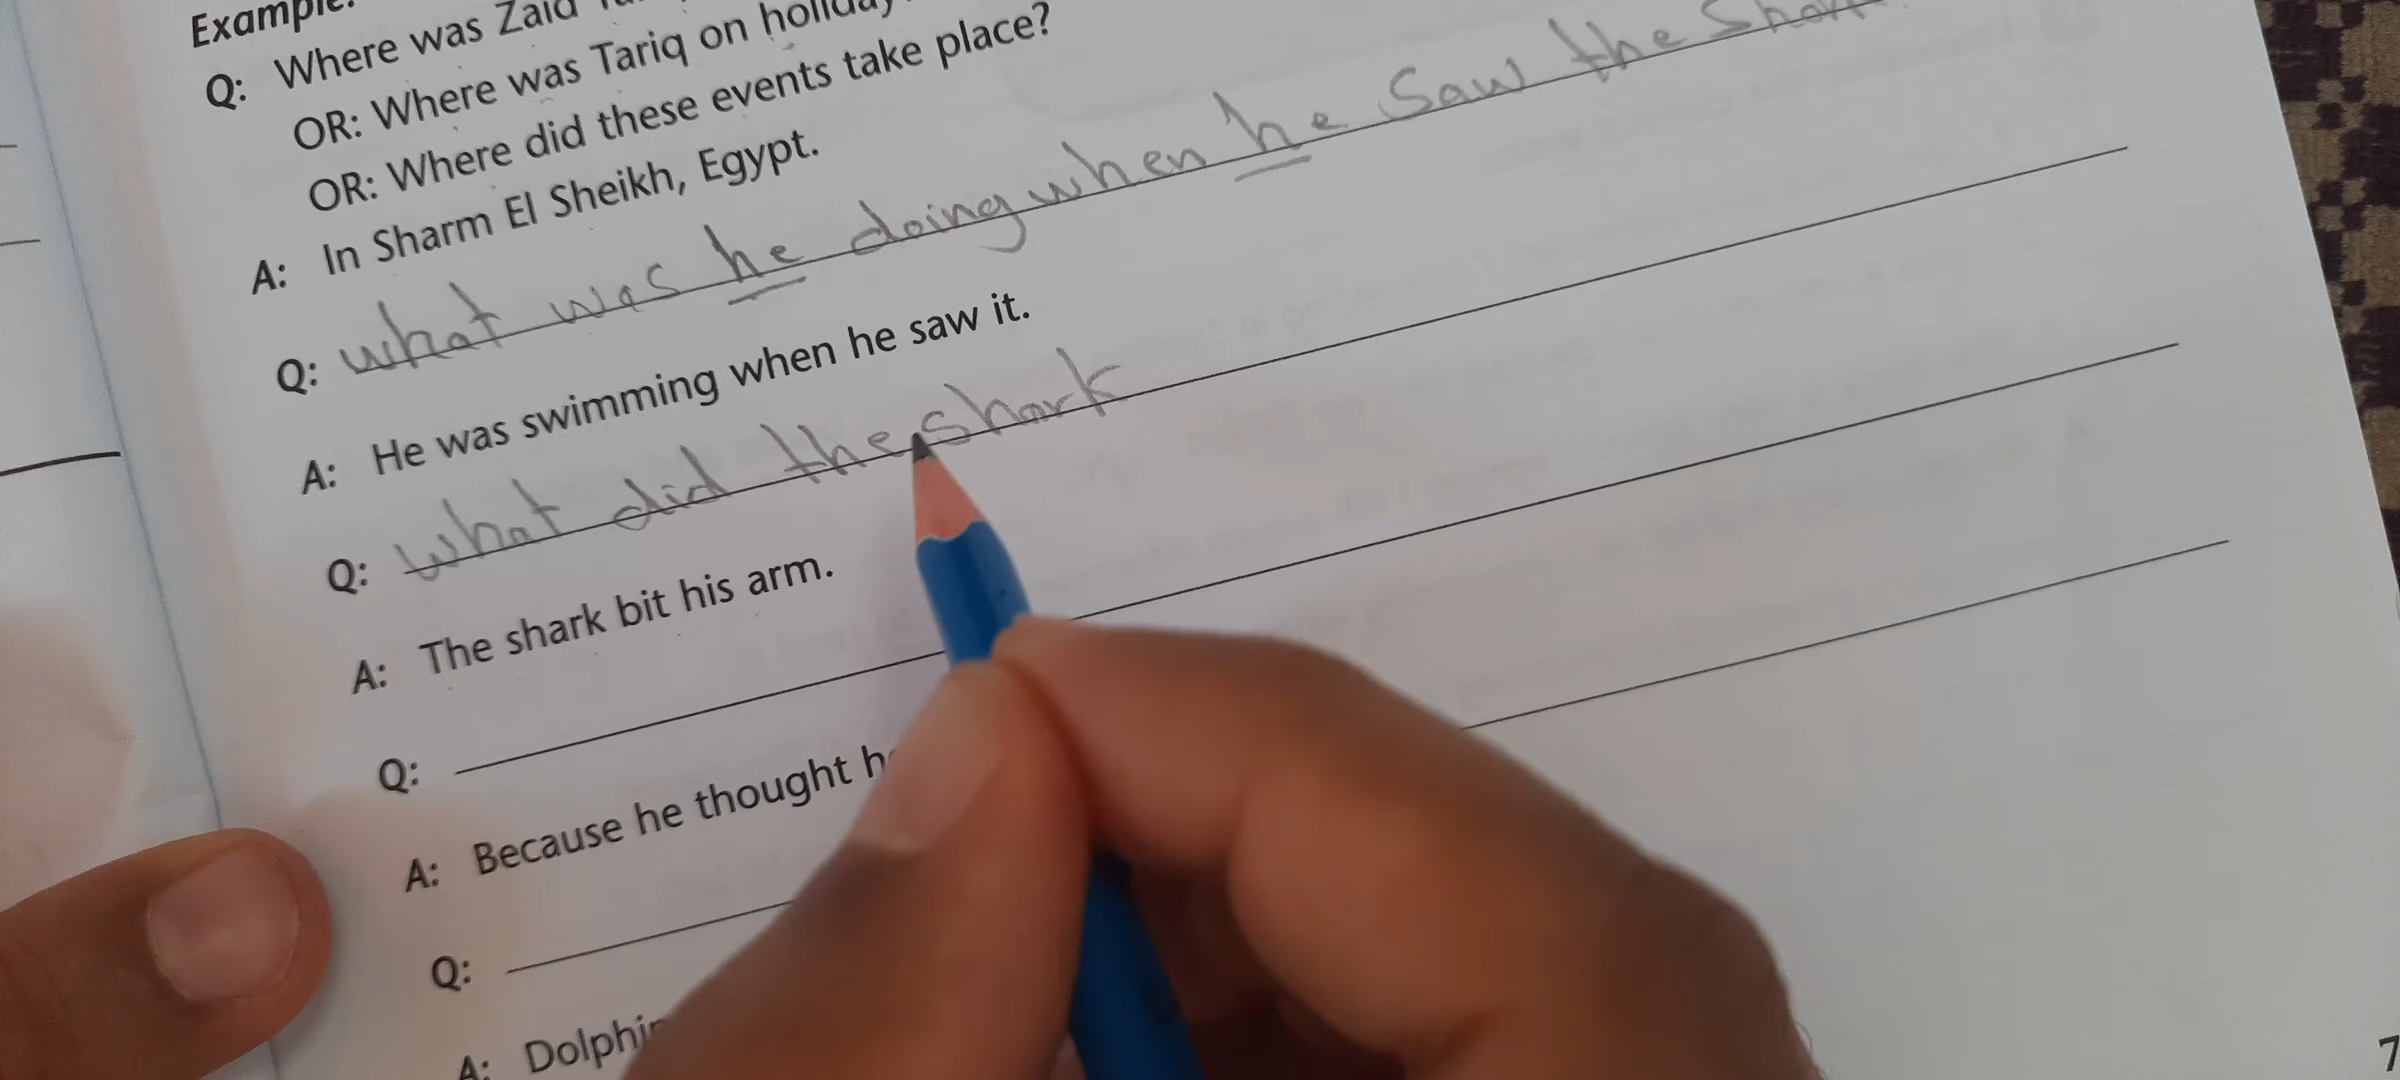 Example:
Q: Where was Zaid
OR: Where was Tariq on holiday
OR: Where did these events take place?
A: In Sharm El Sheikh, Egypt.
Q: what was he doing when he saw the
A: He was swimming when he saw it.
Q: what did the shark
A: The shark bit his arm.
Q:
A: Because he thought
Q:
A:
7